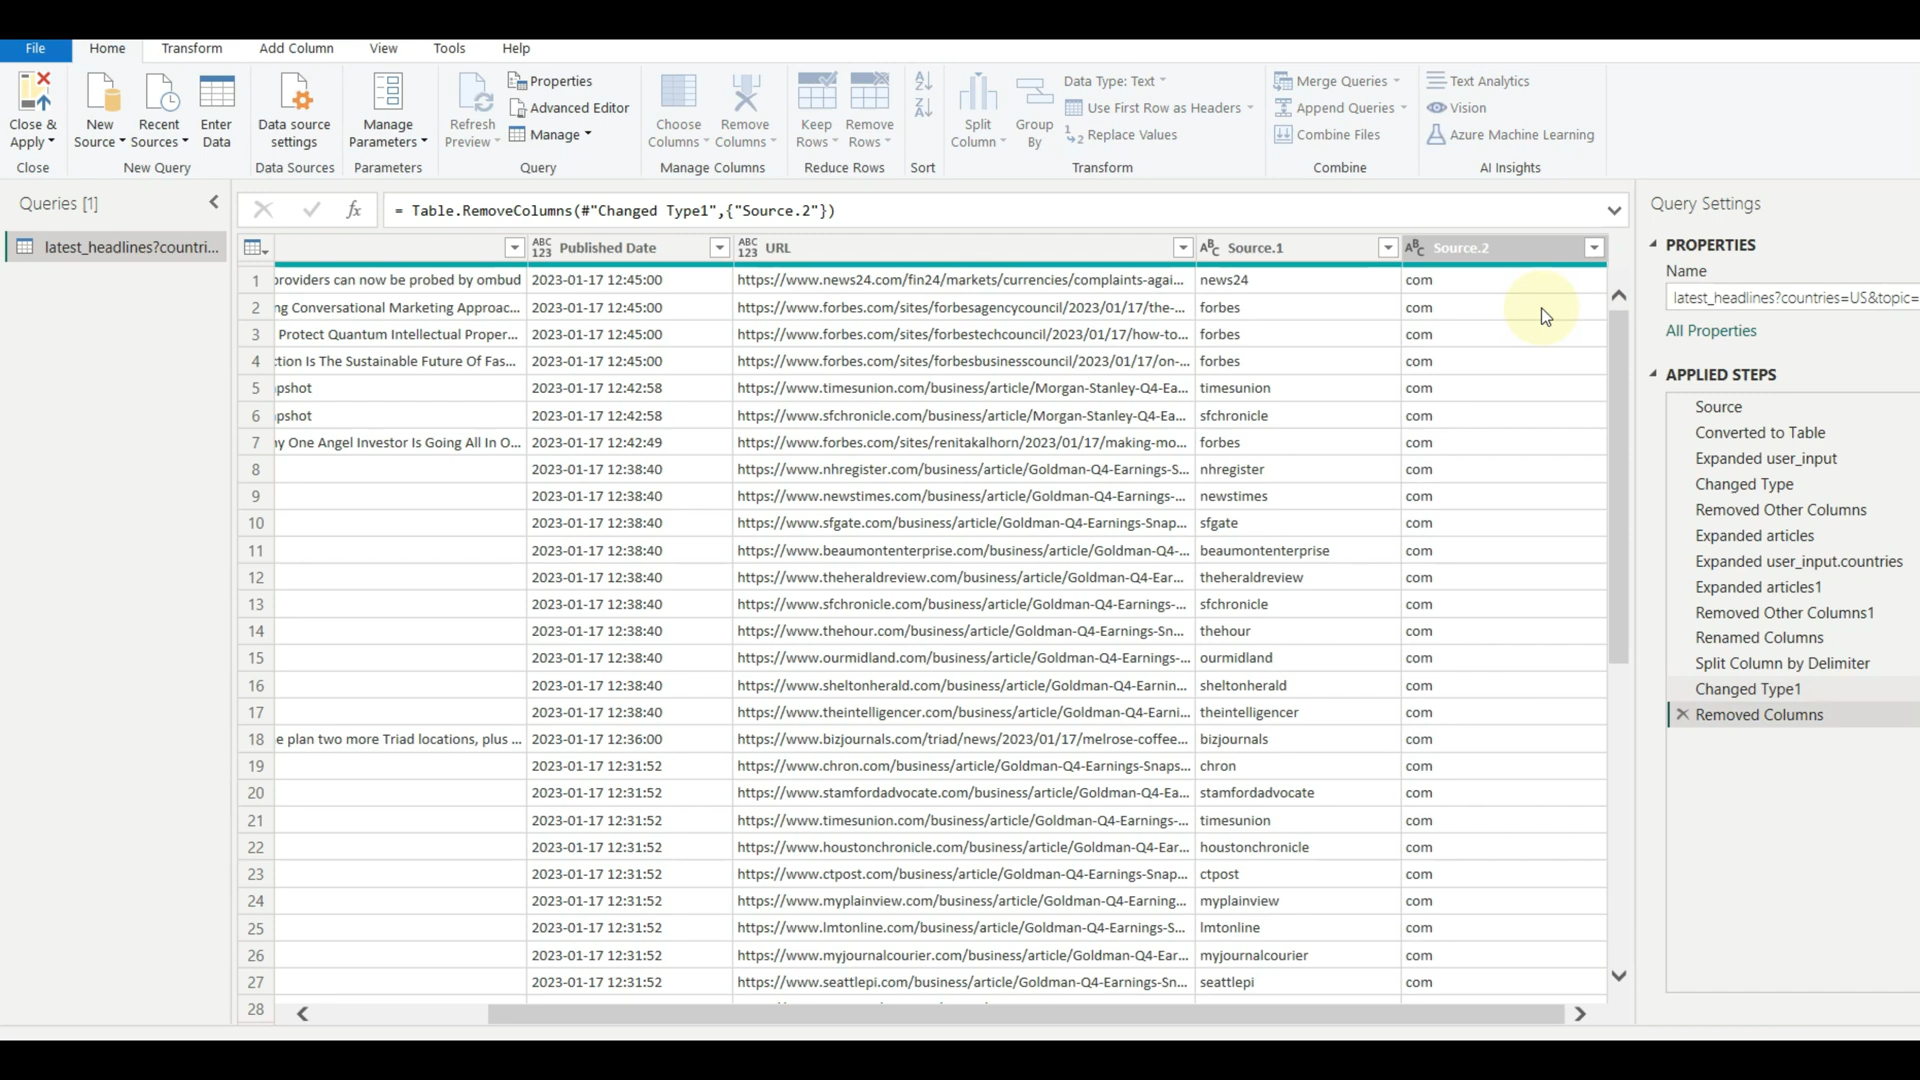 File Home Transform Add Column View Tools Help
Close & Apply
New Source
Recent Sources
Enter Data
Data source settings
Manage Parameters
Refresh Preview
Properties
Advanced Editor
Manage
Choose Columns
Remove Columns
Keep Rows
Remove Rows
Split Column
Group By
Data Type: Text
Use First Row as Headers
Replace Values
Merge Queries
Append Queries
Combine Files
Text Analytics
Vision
Azure Machine Learning
Close New Query Data Sources Parameters Query Manage Columns Reduce Rows Sort Transform Combine AI Insights
Queries [1]
latest_headlines?countri...
fx = Table.RemoveColumns(#"Changed Type1",{"Source.2"})
ABC 123 Published Date ABC 123 URL ABC Source.1 ABC Source.2
1 providers can now be probed by ombud 2023-01-17 12:45:00 https://www.news24.com/fin24/markets/currencies/complaints-agai... news24 com
2 ng Conversational Marketing Approac... 2023-01-17 12:45:00 https://www.forbes.com/sites/forbesagencycouncil/2023/01/17/the-... forbes com
3 Protect Quantum Intellectual Proper... 2023-01-17 12:45:00 https://www.forbes.com/sites/forbestechcouncil/2023/01/17/how-to... forbes com
4 ction Is The Sustainable Future Of Fas... 2023-01-17 12:45:00 https://www.forbes.com/sites/forbesbusinesscouncil/2023/01/17/on-... forbes com
5 apshot 2023-01-17 12:42:58 https://www.timesunion.com/business/article/Morgan-Stanley-Q4-Ea... timesunion com
6 apshot 2023-01-17 12:42:58 https://www.sfchronicle.com/business/article/Morgan-Stanley-Q4-Ea... sfchronicle com
7 hy One Angel Investor Is Going All In O... 2023-01-17 12:42:49 https://www.forbes.com/sites/renitakalhorn/2023/01/17/making-mo... forbes com
8 2023-01-17 12:38:40 https://www.nhregister.com/business/article/Goldman-Q4-Earnings-S... nhregister com
9 2023-01-17 12:38:40 https://www.newstimes.com/business/article/Goldman-Q4-Earnings-... newstimes com
10 2023-01-17 12:38:40 https://www.sfgate.com/business/article/Goldman-Q4-Earnings-Snap... sfgate com
11 2023-01-17 12:38:40 https://www.beaumontenterprise.com/business/article/Goldman-Q4-... beaumontenterprise com
12 2023-01-17 12:38:40 https://www.theheraldreview.com/business/article/Goldman-Q4-Ear... theheraldreview com
13 2023-01-17 12:38:40 https://www.sfchronicle.com/business/article/Goldman-Q4-Earnings-... sfchronicle com
14 2023-01-17 12:38:40 https://www.thehour.com/business/article/Goldman-Q4-Earnings-Sn... thehour com
15 2023-01-17 12:38:40 https://www.ourmidland.com/business/article/Goldman-Q4-Earnings-... ourmidland com
16 2023-01-17 12:38:40 https://www.sheltonherald.com/business/article/Goldman-Q4-Earnin... sheltonherald com
17 2023-01-17 12:38:40 https://www.theintelligencer.com/business/article/Goldman-Q4-Earni... theintelligencer com
18 e plan two more Triad locations, plus ... 2023-01-17 12:36:00 https://www.bizjournals.com/triad/news/2023/01/17/melrose-coffee... bizjournals com
19 2023-01-17 12:31:52 https://www.chron.com/business/article/Goldman-Q4-Earnings-Snaps... chron com
20 2023-01-17 12:31:52 https://www.stamfordadvocate.com/business/article/Goldman-Q4-Ea... stamfordadvocate com
21 2023-01-17 12:31:52 https://www.timesunion.com/business/article/Goldman-Q4-Earnings-... timesunion com
22 2023-01-17 12:31:52 https://www.houstonchronicle.com/business/article/Goldman-Q4-Ear... houstonchronicle com
23 2023-01-17 12:31:52 https://www.ctpost.com/business/article/Goldman-Q4-Earnings-Snap... ctpost com
24 2023-01-17 12:31:52 https://www.myplainview.com/business/article/Goldman-Q4-Earning... myplainview com
25 2023-01-17 12:31:52 https://www.lmtonline.com/business/article/Goldman-Q4-Earnings-S... lmtonline com
26 2023-01-17 12:31:52 https://www.myjournalcourier.com/business/article/Goldman-Q4-Ear... myjournalcourier com
27 2023-01-17 12:31:52 https://www.seattlepi.com/business/article/Goldman-Q4-Earnings-Sn... seattlepi com
28
Query Settings
PROPERTIES
Name
latest_headlines?countries=US&topic=
All Properties
APPLIED STEPS
Source
Converted to Table
Expanded user_input
Changed Type
Removed Other Columns
Expanded articles
Expanded user_input.countries
Expanded articles1
Removed Other Columns1
Renamed Columns
Split Column by Delimiter
Changed Type1
Removed Columns